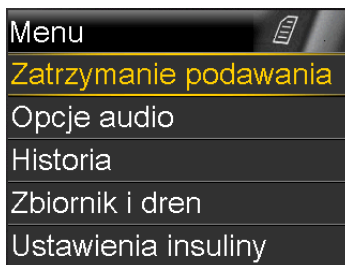 Menu
Zatrzymanie podawania
Opcje audio
Historia
Zbiornik i dren
Ustawienia insuliny